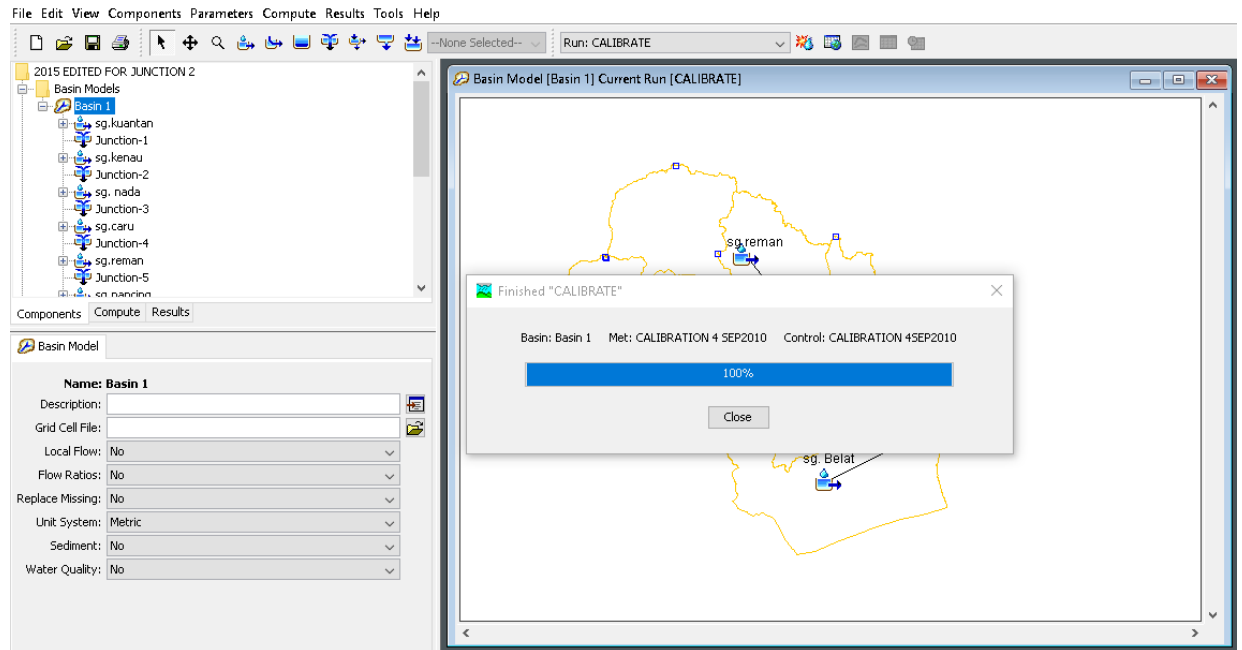 File Edit View Components Parameters Compute Results Tools Help
--None Selected-- Run: CALIBRATE
2015 EDITED FOR JUNCTION 2
Basin Models
Basin 1
sg.kuantan
Junction-1
sg.kenau
Junction-2
sg. nada
Junction-3
sg.caru
Junction-4
sg.reman
Junction-5
sg pancing
Components Compute Results
Basin Model
Name: Basin 1
Description:
Grid Cell File:
Local Flow: No
Flow Ratios: No
Replace Missing: No
Unit System: Metric
Sediment: No
Water Quality: No
Basin Model [Basin 1] Current Run [CALIBRATE]
sg.reman
Finished "CALIBRATE"
Basin: Basin 1 Met: CALIBRATION 4 SEP2010 Control: CALIBRATION 4SEP2010
100%
Close
sg. Belat